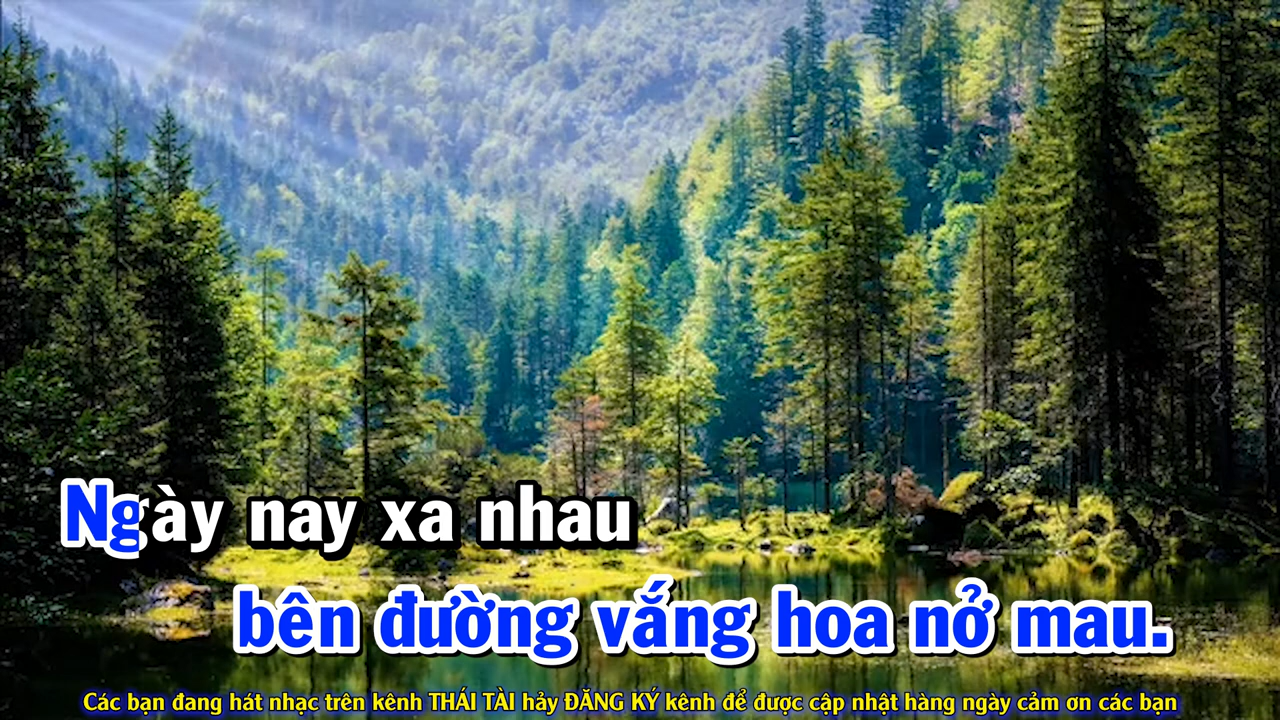 Ngày nay xa nhau
bên đường vắng hoa nở mau.
Các bạn đang hát nhạc trên kênh THÁI TÀI hảy ĐĂNG KÝ kênh để được cập nhật hàng ngày cảm ơn các bạn